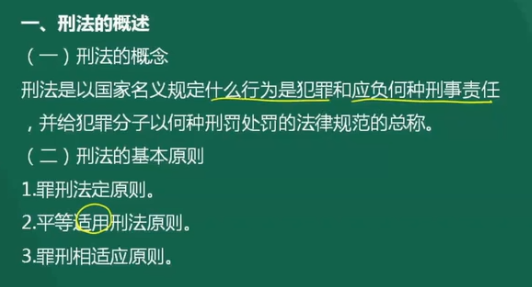 一、刑法的概述
（一）刑法的概念
刑法是以国家名义规定什么行为是犯罪和应负何种刑事责任
，并给犯罪分子以何种刑罚处罚的法律规范的总称。
（二）刑法的基本原则
1.罪刑法定原则。
2.平等适用刑法原则。
3.罪刑相适应原则。